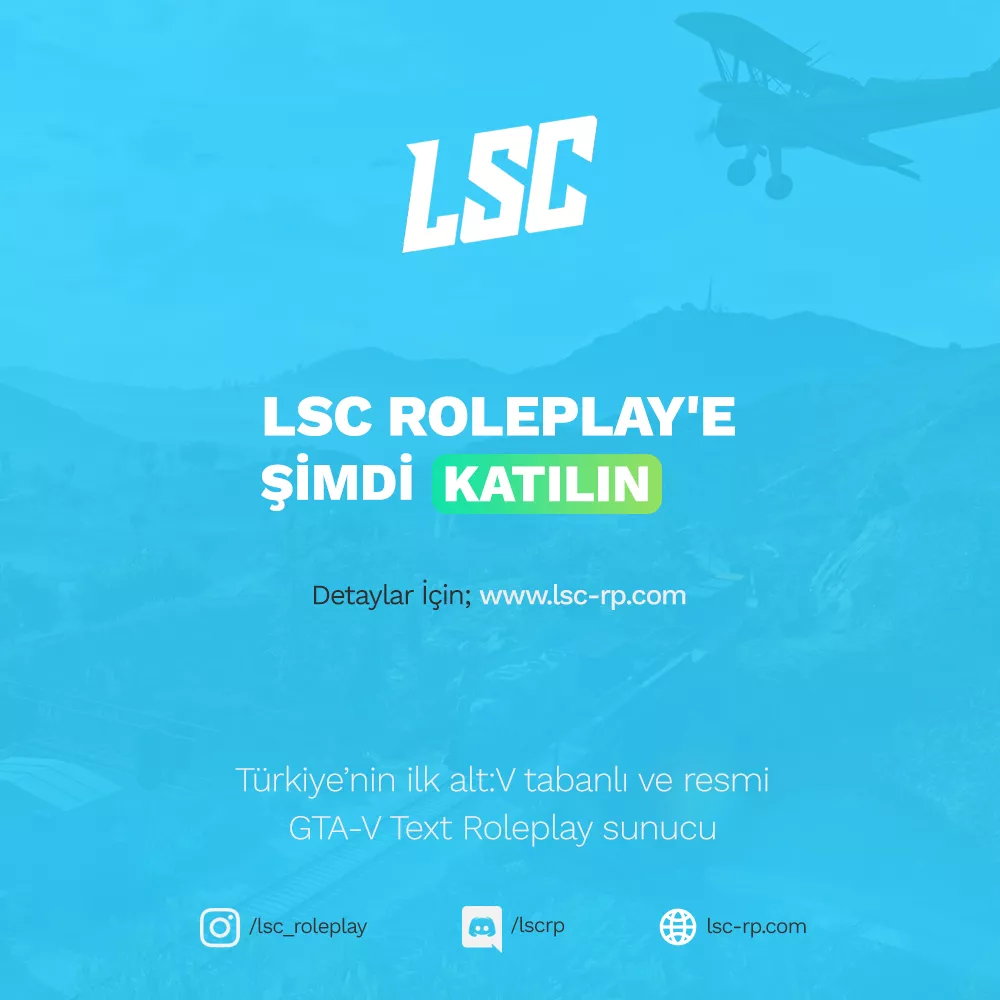 LSC
LSC ROLEPLAY'E
ŞİMDİ KATILIN
Detaylar İçin; www.lsc-rp.com
Türkiye’nin ilk alt:V tabanlı ve resmi
GTA-V Text Roleplay sunucu
/lsc_roleplay
/lscrp
lsc-rp.com